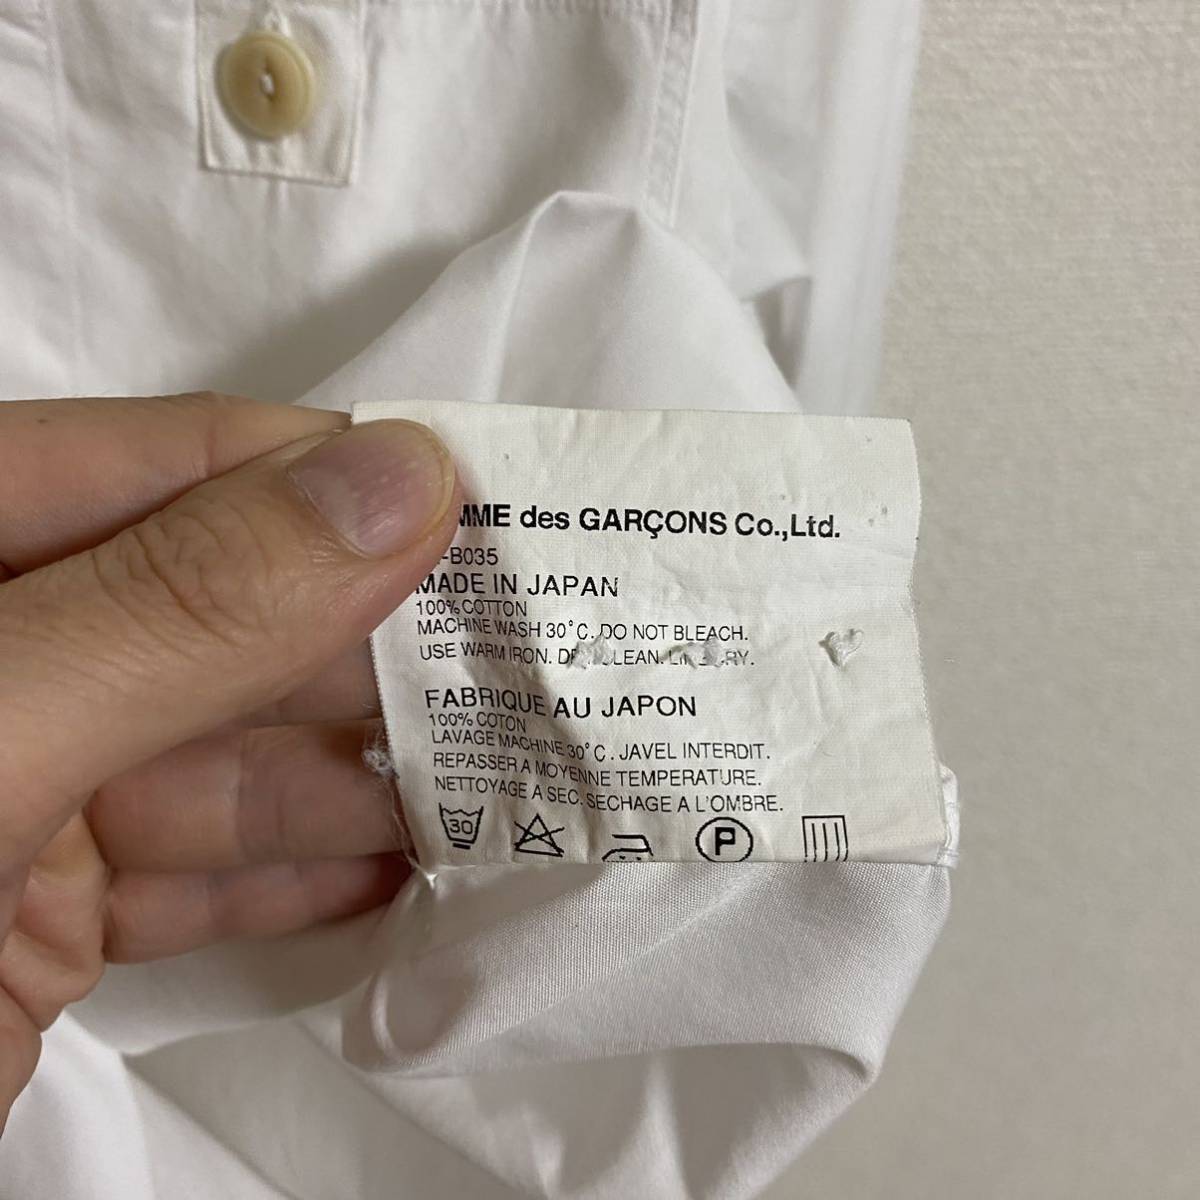 MME des GARÇONS Co.,Ltd.
-B035
MADE IN JAPAN
100% COTTON
MACHINE WASH 30°C. DO NOT BLEACH.
USE WARM IRON.
FABRIQUE AU JAPON
100% COTON
LAVAGE MACHINE 30°C. JAVEL INTERDIT.
REPASSER A MOYENNE TEMPERATURE.
NETTOYAGE A SEC. SECHAGE A L'OMBRE.
30 P